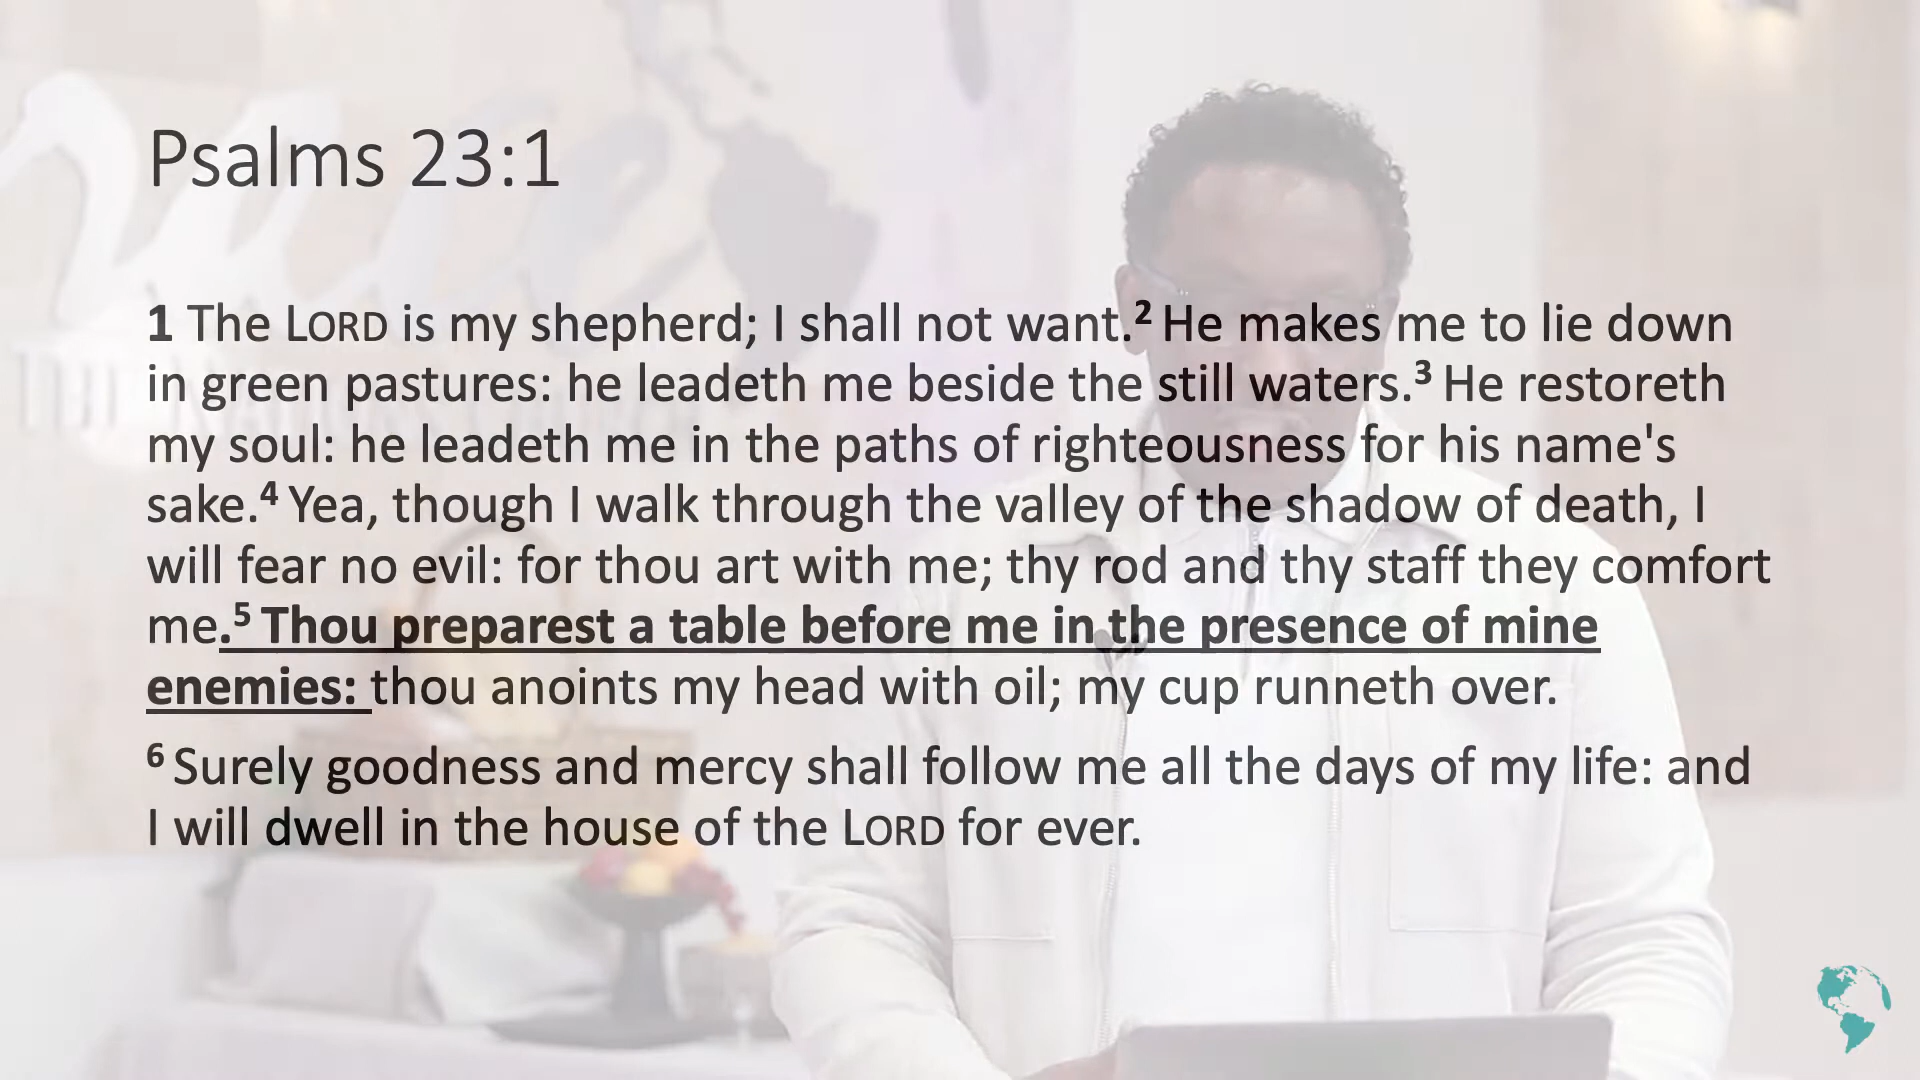 Psalms 23:1
1 The LORD is my shepherd; I shall not want.2 He makes me to lie down
in green pastures: he leadeth me beside the still waters.3 He restoreth
my soul: he leadeth me in the paths of righteousness for his name's
sake.4 Yea, though I walk through the valley of the shadow of death, I
will fear no evil: for thou art with me; thy rod and thy staff they comfort
me.5 Thou preparest a table before me in the presence of mine
enemies: thou anoints my head with oil; my cup runneth over.
6 Surely goodness and mercy shall follow me all the days of my life: and
I will dwell in the house of the LORD for ever.